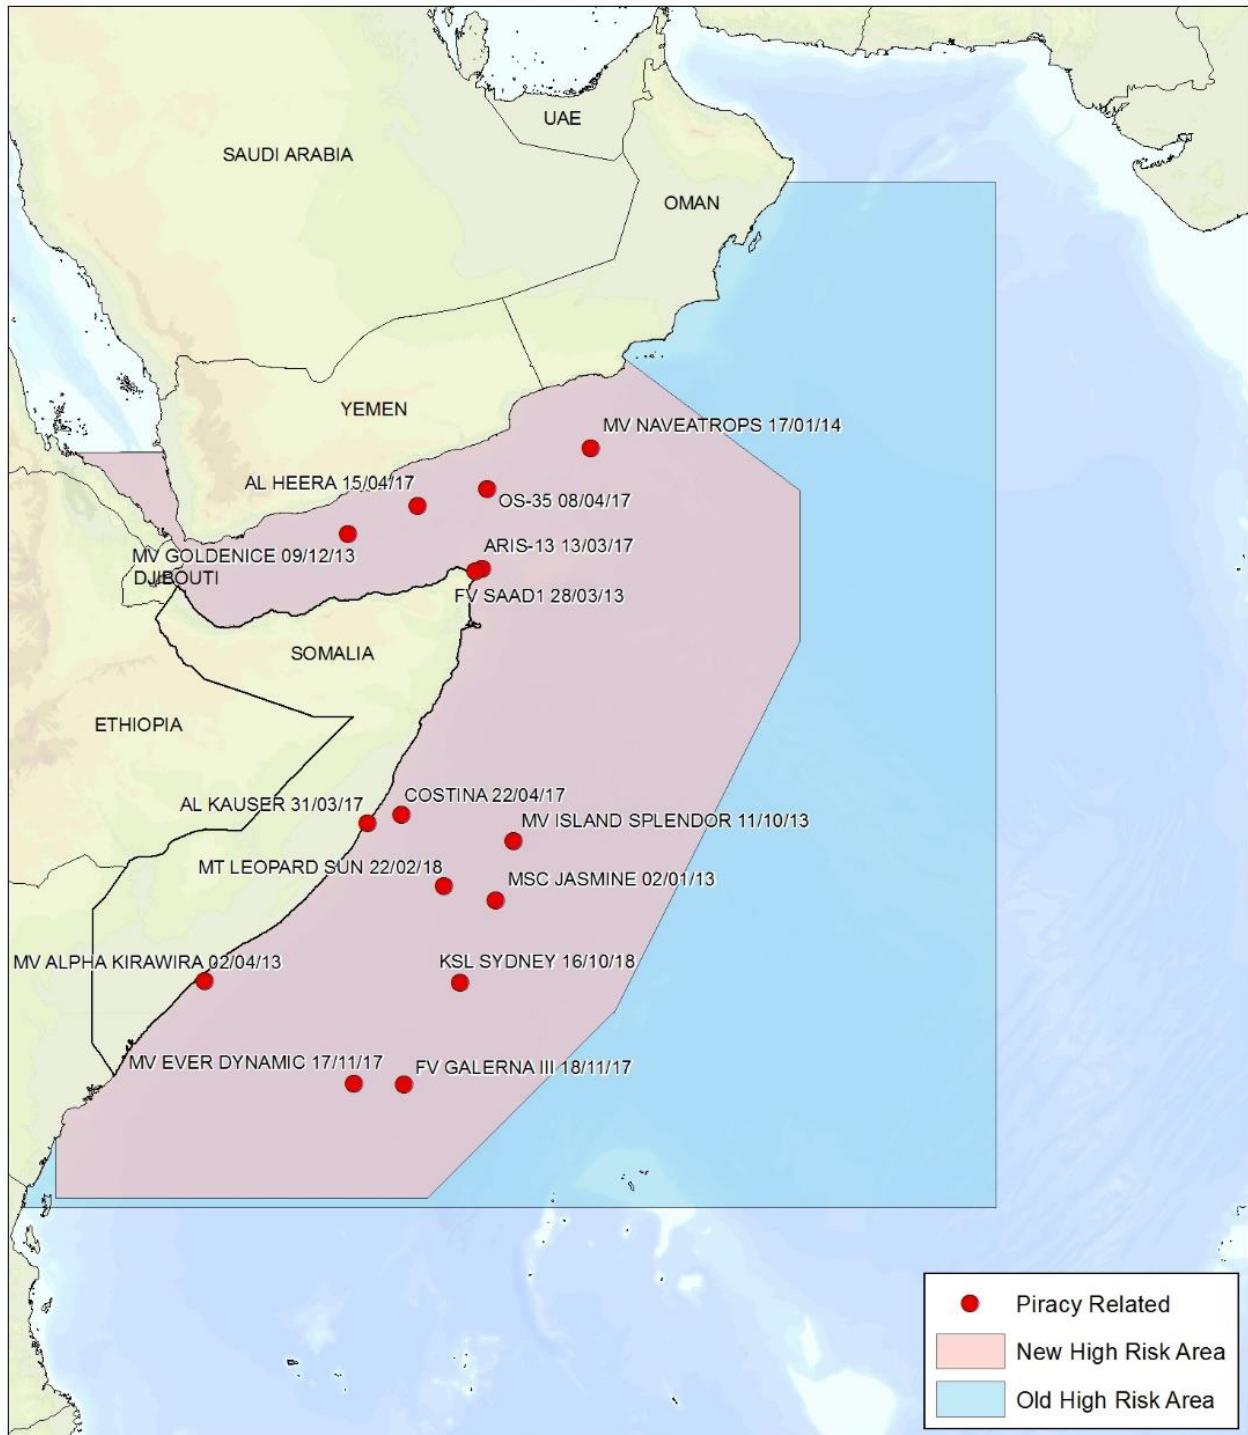 UAE
SAUDI ARABIA
OMAN
YEMEN
MV NAVEATROPS 17/01/14
AL HEERA 15/04/17
OS-35 08/04/17
ARIS-13 13/03/17
MV GOLDENICE 09/12/13
DJIBOUTI
FV SAAD1 28/03/13
SOMALIA
ETHIOPIA
COSTINA 22/04/17
AL KAUSER 31/03/17
MV ISLAND SPLENDOR 11/10/13
MT LEOPARD SUN 22/02/18
MSC JASMINE 02/01/13
MV ALPHA KIRAWIRA 02/04/13
KSL SYDNEY 16/10/18
MV EVER DYNAMIC 17/11/17
FV GALERNA III 18/11/17
Piracy Related
New High Risk Area
Old High Risk Area